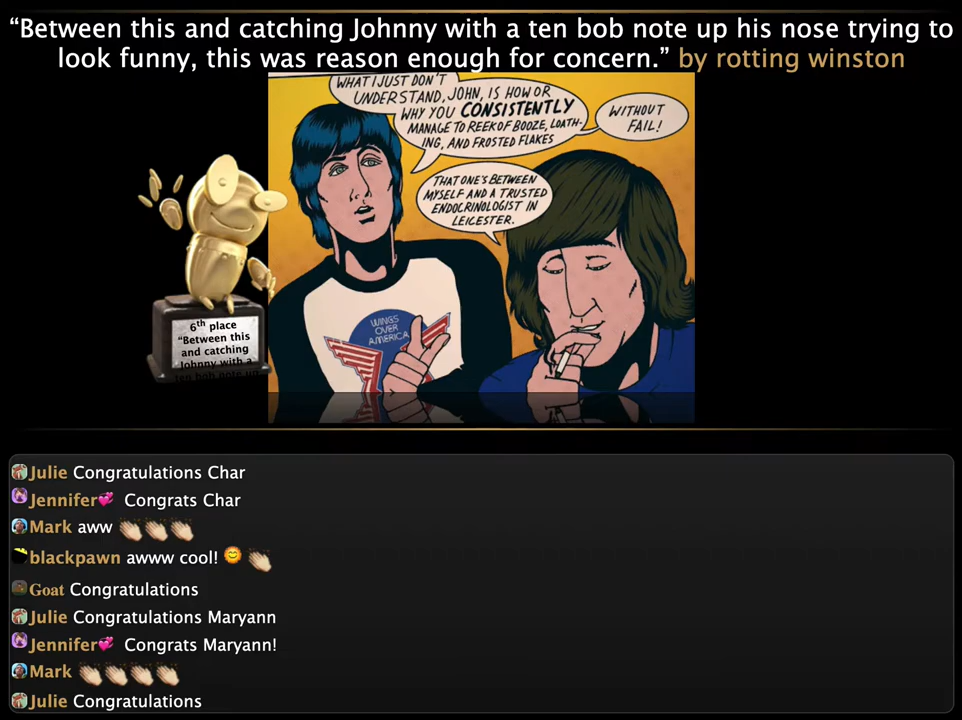 “Between this and catching Johnny with a ten bob note up his nose trying to
look funny, this was reason enough for concern.” by rotting winston
WHAT I JUST DON'T
UNDERSTAND, JOHN, IS HOW OR
WHY YOU CONSISTENTLY
MANAGE TO REEK OF BOOZE, LOATH-
ING, AND FROSTED FLAKES
WITHOUT
FAIL!
THAT ONE'S BETWEEN
MYSELF AND A TRUSTED
ENDOCRINOLOGIST IN
LEICESTER.
WINGS
OVER
AMERICA
6th place
“Between this
and catching
Johnny with a
ten bob note up
Julie Congratulations Char
Jennifer💞 Congrats Char
Mark aww 👏👏👏
blackpawn awww cool! 😊 👏
Goat Congratulations
Julie Congratulations Maryann
Jennifer💞 Congrats Maryann!
Mark 👏👏👏👏
Julie Congratulations